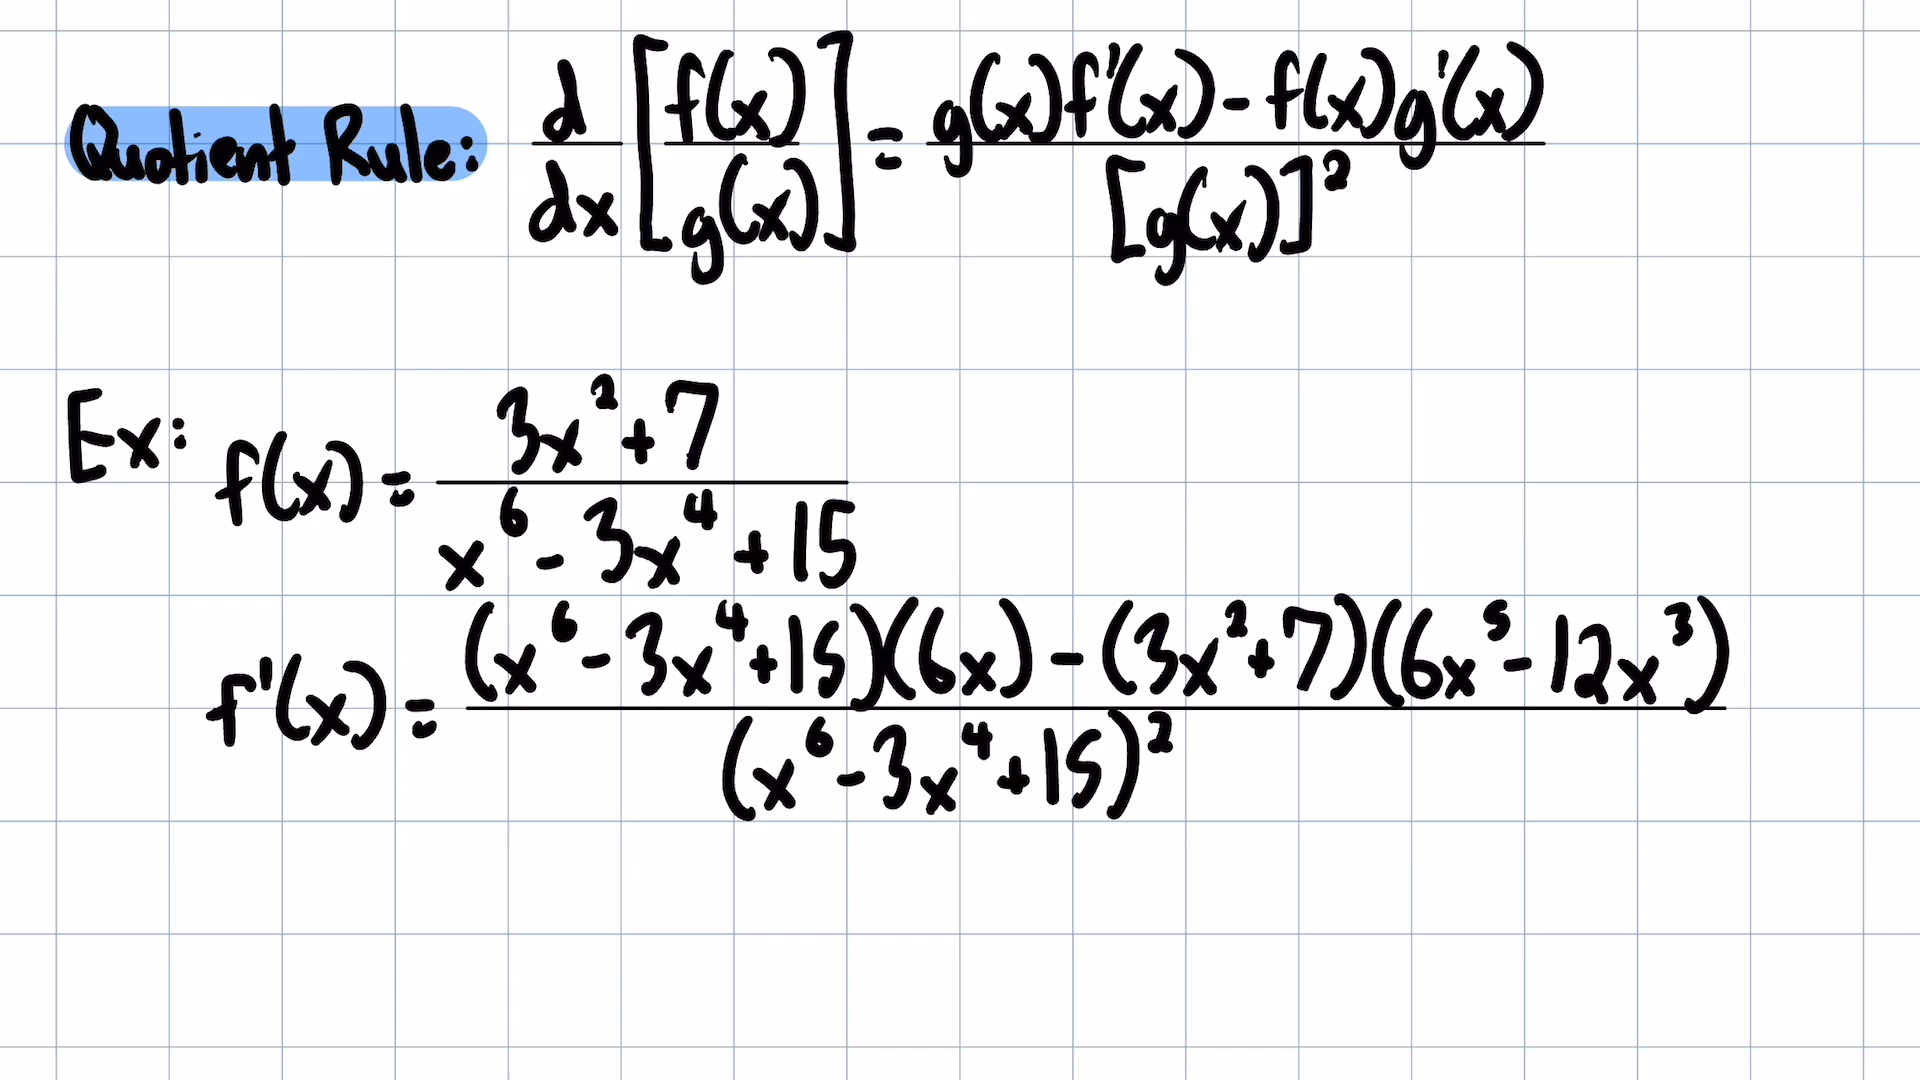 Quotient Rule: d/dx [f(x)/g(x)] = (g(x)f'(x) - f(x)g'(x))/[g(x)]²
Ex: f(x) = (3x² + 7)/(x⁶ - 3x⁴ + 15)
f'(x) = ((x⁶ - 3x⁴ + 15)(6x) - (3x² + 7)(6x⁵ - 12x³))/(x⁶ - 3x⁴ + 15)²